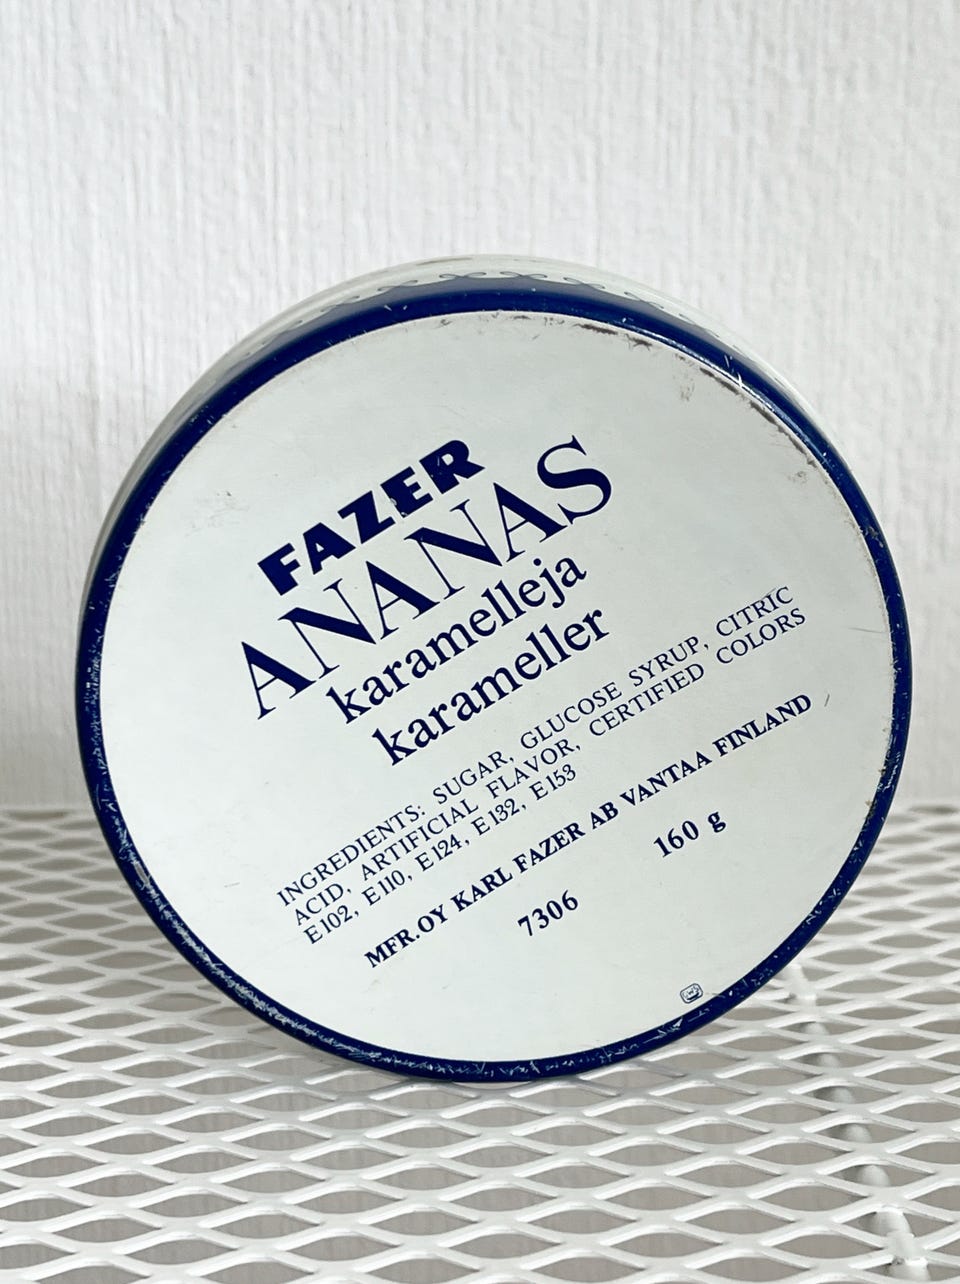 FAZER
ANANAS
karamelleja
karameller
INGREDIENTS: SUGAR, GLUCOSE SYRUP, CITRIC
ACID, ARTIFICIAL FLAVOR, CERTIFIED COLORS
E102, E110, E124, E132, E153
MFR.OY KARL FAZER AB VANTAA FINLAND
7306 160 g